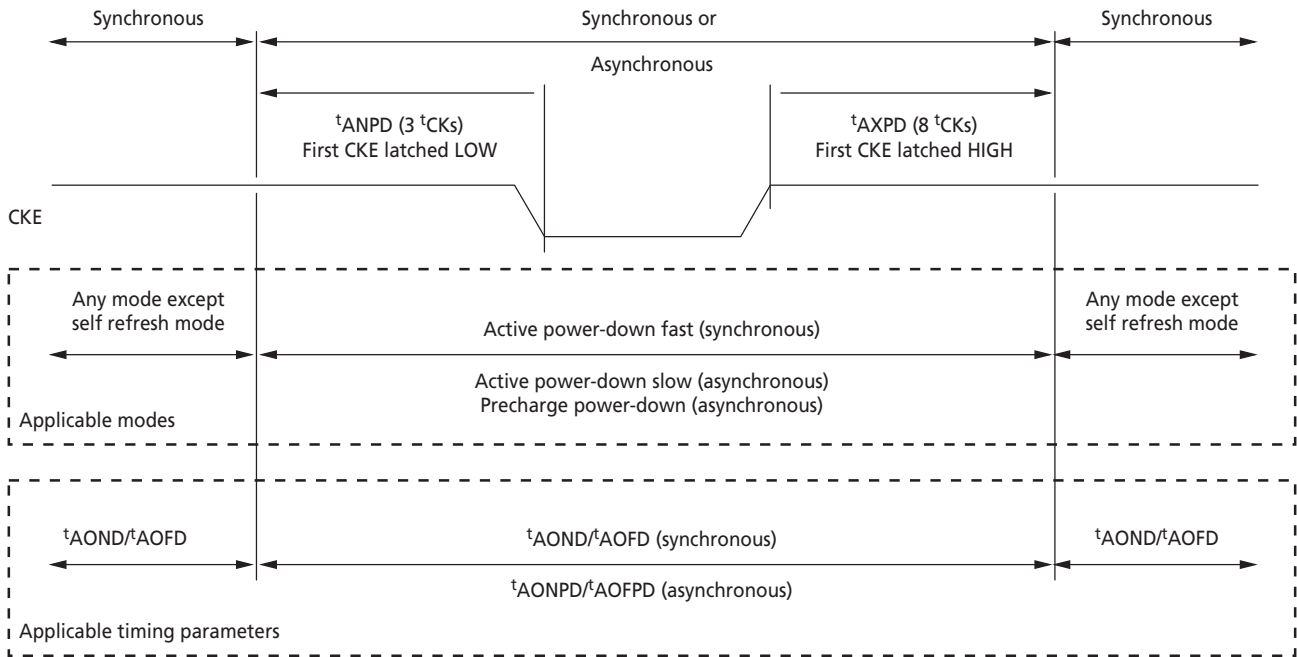 Synchronous
Synchronous or
Synchronous
Asynchronous
tANPD (3 tCKs)
First CKE latched LOW
tAXPD (8 tCKs)
First CKE latched HIGH
CKE
Any mode except
self refresh mode
Active power-down fast (synchronous)
Any mode except
self refresh mode
Active power-down slow (asynchronous)
Precharge power-down (asynchronous)
Applicable modes
tAOND/tAOFD
tAOND/tAOFD (synchronous)
tAOND/tAOFD
tAONPD/tAOFPD (asynchronous)
Applicable timing parameters